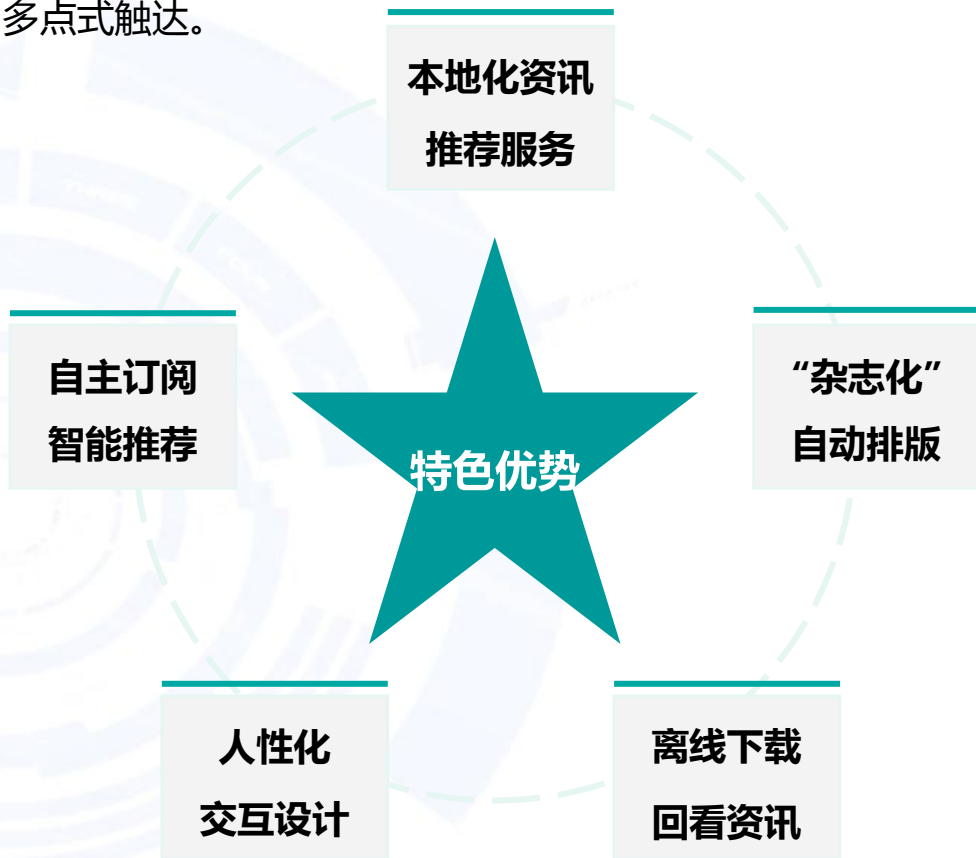 多点式触达。
本地化资讯
推荐服务
自主订阅
智能推荐
“杂志化”
自动排版
特色优势
人性化
交互设计
离线下载
回看资讯